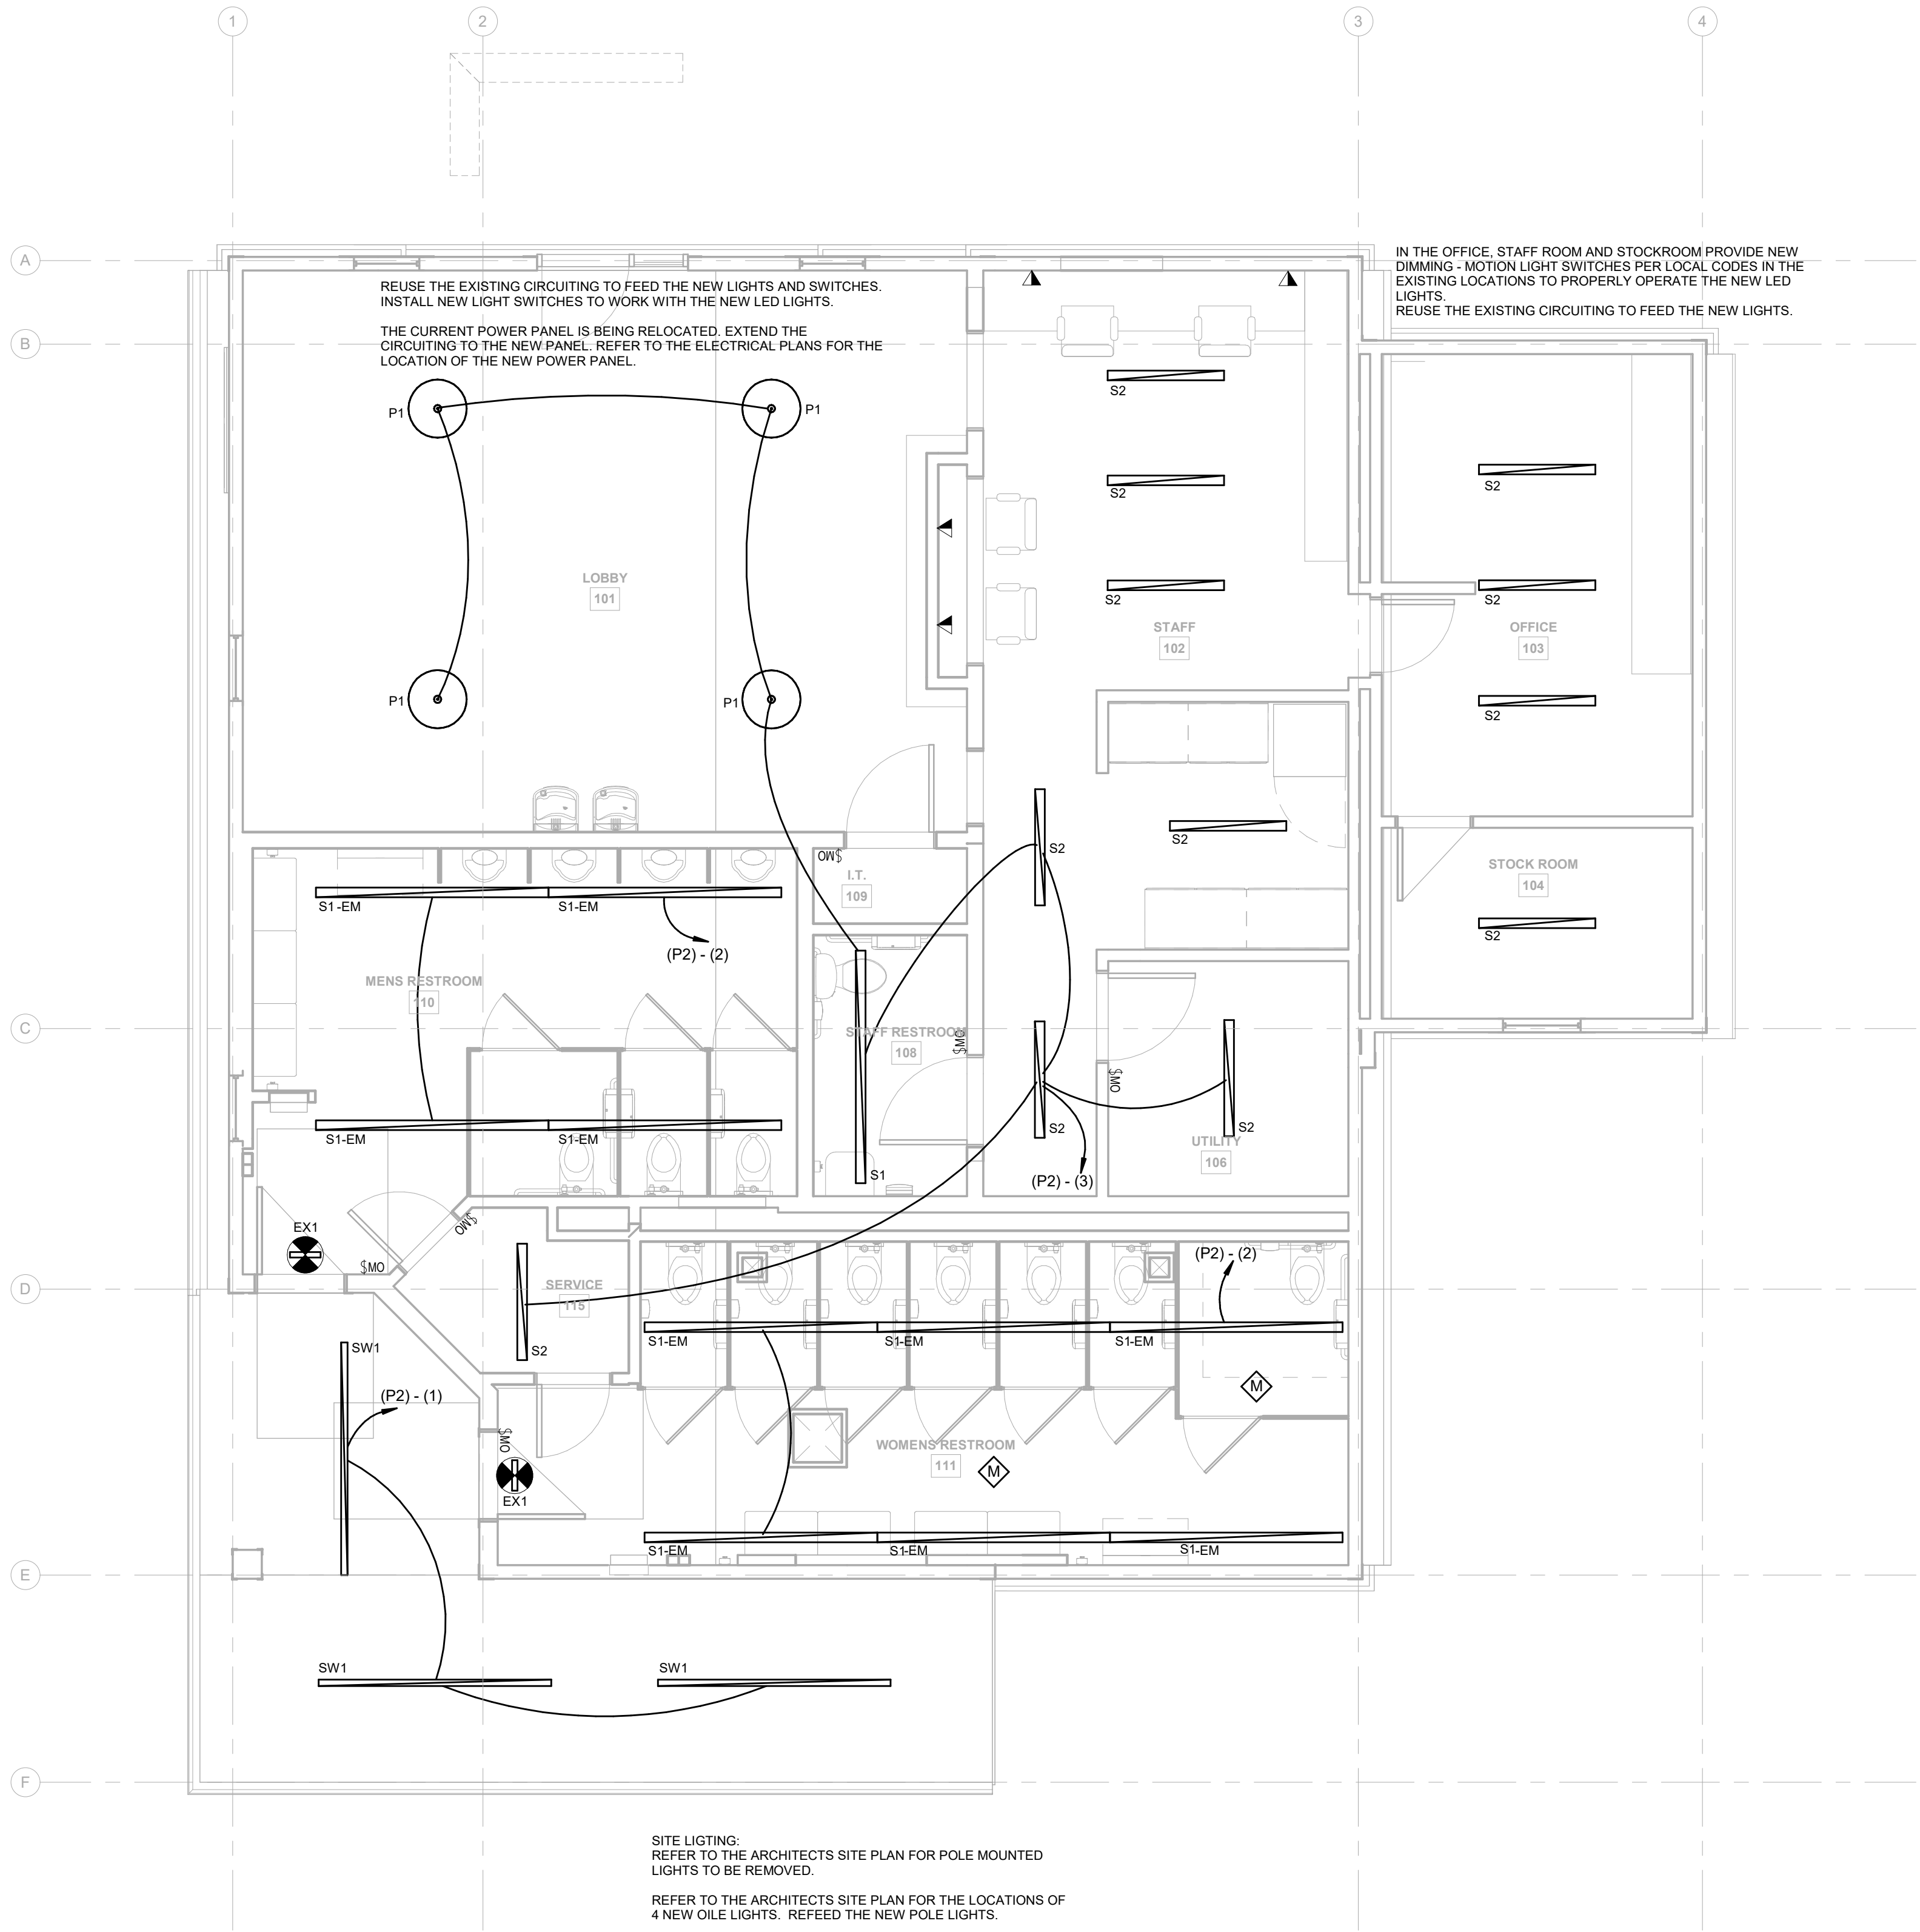 1
2
3
4
A
IN THE OFFICE, STAFF ROOM AND STOCKROOM PROVIDE NEW
DIMMING - MOTION LIGHT SWITCHES PER LOCAL CODES IN THE
EXISTING LOCATIONS TO PROPERLY OPERATE THE NEW LED
LIGHTS.
REUSE THE EXISTING CIRCUITING TO FEED THE NEW LIGHTS.
REUSE THE EXISTING CIRCUITING TO FEED THE NEW LIGHTS AND SWITCHES.
INSTALL NEW LIGHT SWITCHES TO WORK WITH THE NEW LED LIGHTS.
THE CURRENT POWER PANEL IS BEING RELOCATED. EXTEND THE
CIRCUITING TO THE NEW PANEL. REFER TO THE ELECTRICAL PLANS FOR THE
LOCATION OF THE NEW POWER PANEL.
B
S2
P1
P1
S2
S2
LOBBY
101
S2
S2
STAFF
102
OFFICE
103
P1
P1
S2
S2
S2
$MO
I.T.
109
STOCK ROOM
104
S1-EM
S1-EM
S2
(P2) - (2)
MENS RESTROOM
110
C
STAFF RESTROOM
108
$MO
$MO
S1-EM
S1-EM
S2
S2
UTILITY
106
S1
(P2) - (3)
EX1
$MO
$MO
(P2) - (2)
D
SERVICE
115
SW1
S2
S1-EM
S1-EM
S1-EM
(P2) - (1)
M
$MO
WOMENS RESTROOM
111
M
EX1
S1-EM
S1-EM
S1-EM
E
SW1
SW1
F
SITE LIGTING:
REFER TO THE ARCHITECTS SITE PLAN FOR POLE MOUNTED
LIGHTS TO BE REMOVED.
REFER TO THE ARCHITECTS SITE PLAN FOR THE LOCATIONS OF
4 NEW OILE LIGHTS.  REFEED THE NEW POLE LIGHTS.